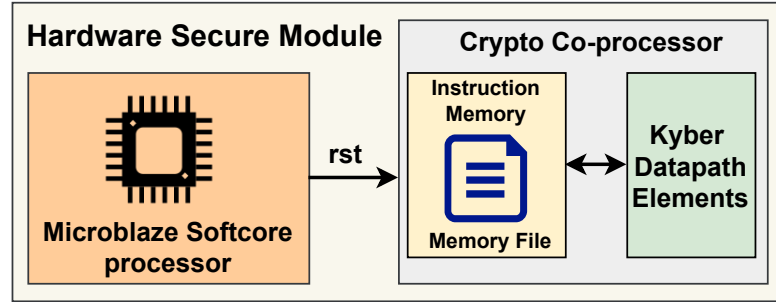 Hardware Secure Module
Crypto Co-processor
Instruction
Memory
Memory File
Kyber
Datapath
Elements
rst
Microblaze Softcore
processor